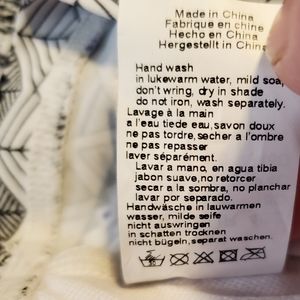 Made in China
Fabrique en chine
Hecho en China
Hergestellt in China
Hand wash
in lukewarm water, mild soap,
don't wring, dry in shade
do not iron, wash separately.
Lavage à la main
a l'eau tiede eau,savon doux
ne pas tordre,secher a l'ombre
ne pas repasser
laver séparément.
Lavar a mano, en agua tibia
jabon suave,no retorcer
secar a la sombra, no planchar
lavar por separado.
Handwäsche in lauwarmen
wasser, milde seife
nicht auswringen
in schatten trocknen
nicht bügeln,separat waschen.